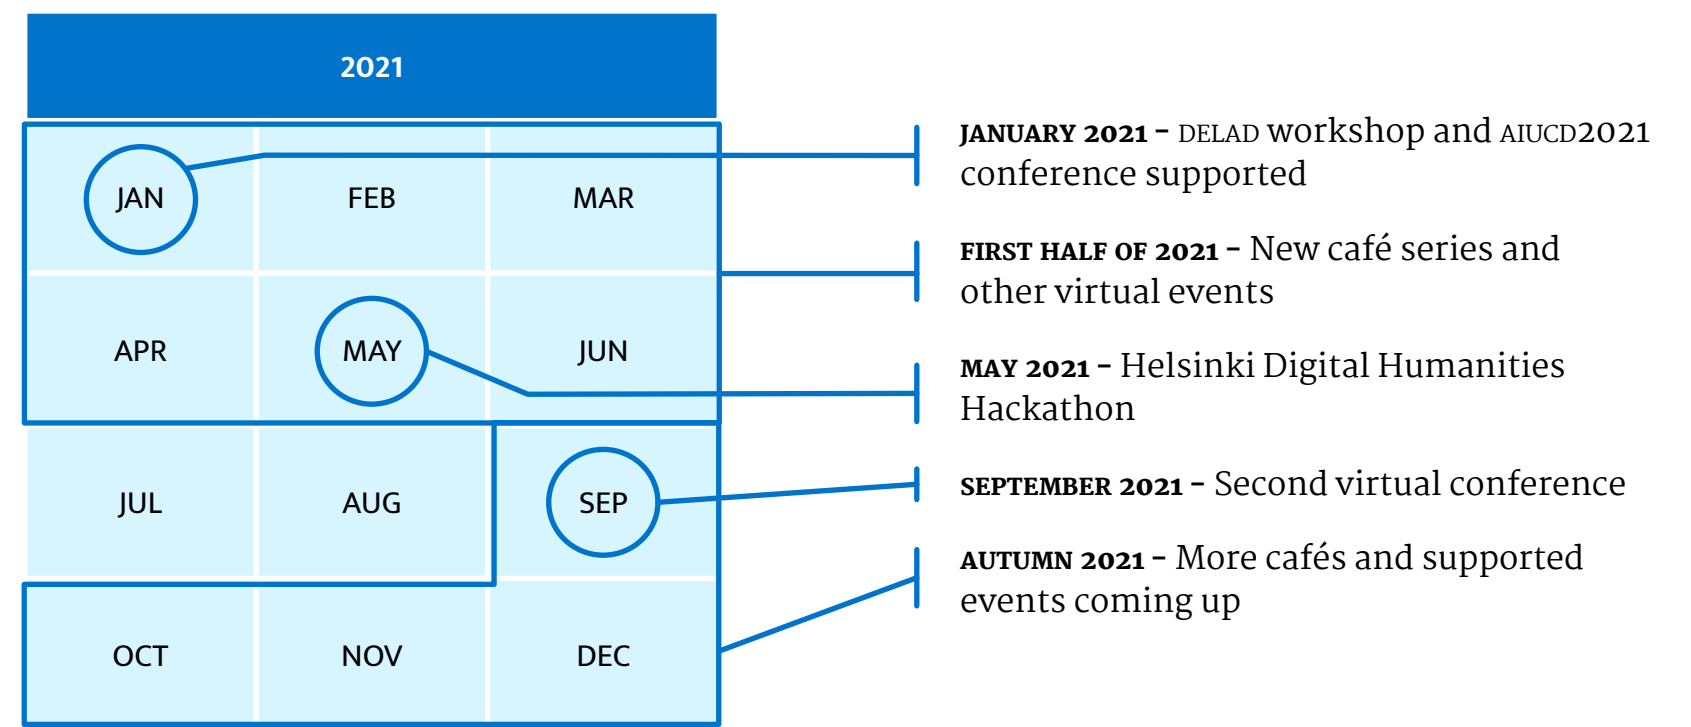 2021
JAN FEB MAR
APR MAY JUN
JUL AUG SEP
OCT NOV DEC
JANUARY 2021 – DELAD workshop and AIUCD2021
conference supported
FIRST HALF OF 2021 – New café series and
other virtual events
MAY 2021 – Helsinki Digital Humanities
Hackathon
SEPTEMBER 2021 – Second virtual conference
AUTUMN 2021 – More cafés and supported
events coming up